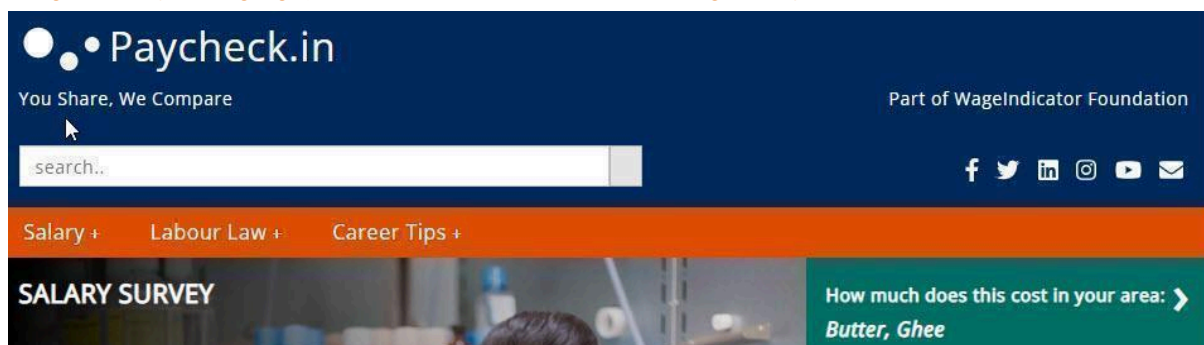 Paycheck.in
You Share, We Compare
Part of WageIndicator Foundation
search..
Salary +
Labour Law +
Career Tips +
SALARY SURVEY
How much does this cost in your area:
Butter, Ghee